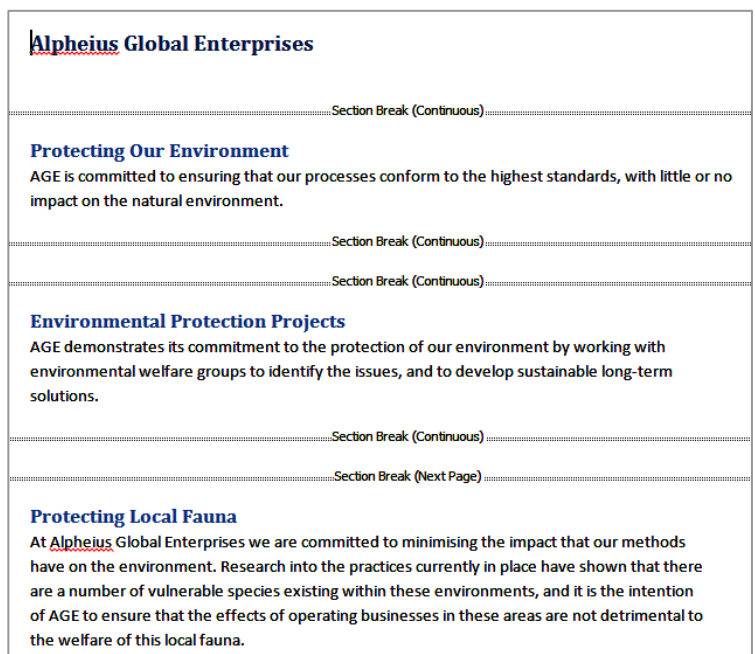 Alpheius Global Enterprises
Section Break (Continuous)
Protecting Our Environment
AGE is committed to ensuring that our processes conform to the highest standards, with little or no
impact on the natural environment.
Section Break (Continuous)
Section Break (Continuous)
Environmental Protection Projects
AGE demonstrates its commitment to the protection of our environment by working with
environmental welfare groups to identify the issues, and to develop sustainable long-term
solutions.
Section Break (Continuous)
Section Break (Next Page)
Protecting Local Fauna
At Alpheius Global Enterprises we are committed to minimising the impact that our methods
have on the environment. Research into the practices currently in place have shown that there
are a number of vulnerable species existing within these environments, and it is the intention
of AGE to ensure that the effects of operating businesses in these areas are not detrimental to
the welfare of this local fauna.